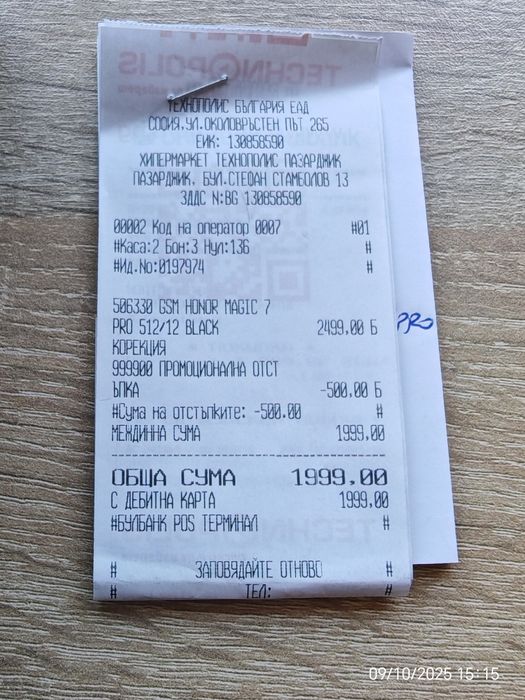 TECHNOPOLIS
ТЕХНОПОЛИС БЪЛГАРИЯ ЕАД
СОФИЯ,УЛ.ОКОЛОВРЪСТЕН ПЪТ 265
ЕИК: 130858590
ХИПЕРМАРКЕТ ТЕХНОПОЛИС ПАЗАРДЖИК
ПАЗАРДЖИК, БУЛ.СТЕФАН СТАМБОЛОВ 13
ЗДДС N:BG 130858590
00002 Код на оператор 0007 #01
#Каса:2 Бон:3 Нул:136 #
#Ид.No:0197974 #
506330 GSM HONOR MAGIC 7
PRO 512/12 BLACK 2499,00 Б
КОРЕКЦИЯ
999900 ПРОМОЦИОНАЛНА ОТСТ
ЪПКА -500.00 Б
#Сума на отстъпките: -500.00 #
МЕЖДИННА СУМА 1999,00
ОБЩА СУМА 1999,00
С ДЕБИТНА КАРТА 1999,00
#БУЛБАНК POS ТЕРМИНАЛ #
# ЗАПОВЯДАЙТЕ ОТНОВО #
# ТЕЛ: #
PRO
09/10/2025 15:15